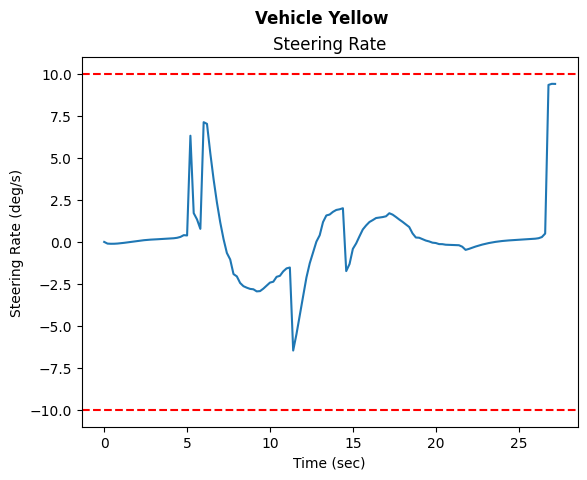 Vehicle Yellow
Steering Rate
10.0
7.5
5.0
2.5
0.0
−2.5
−5.0
−7.5
−10.0
Steering Rate (deg/s)
0 5 10 15 20 25
Time (sec)